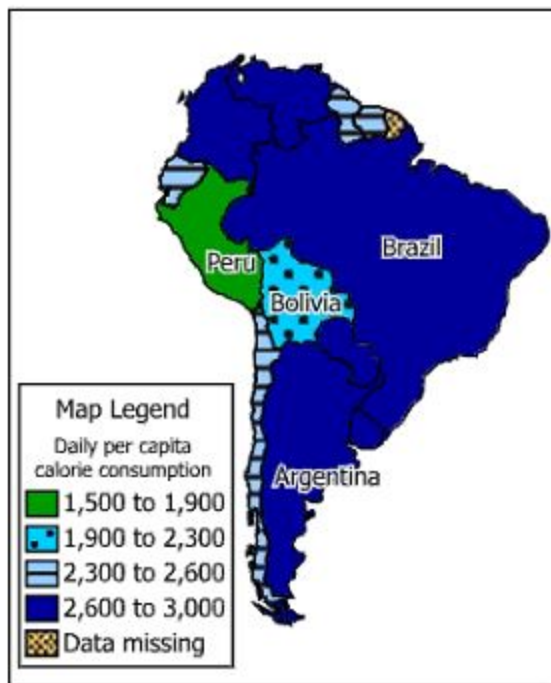 Peru
Brazil
Bolivia
Argentina
Map Legend
Daily per capita
calorie consumption
1,500 to 1,900
1,900 to 2,300
2,300 to 2,600
2,600 to 3,000
Data missing